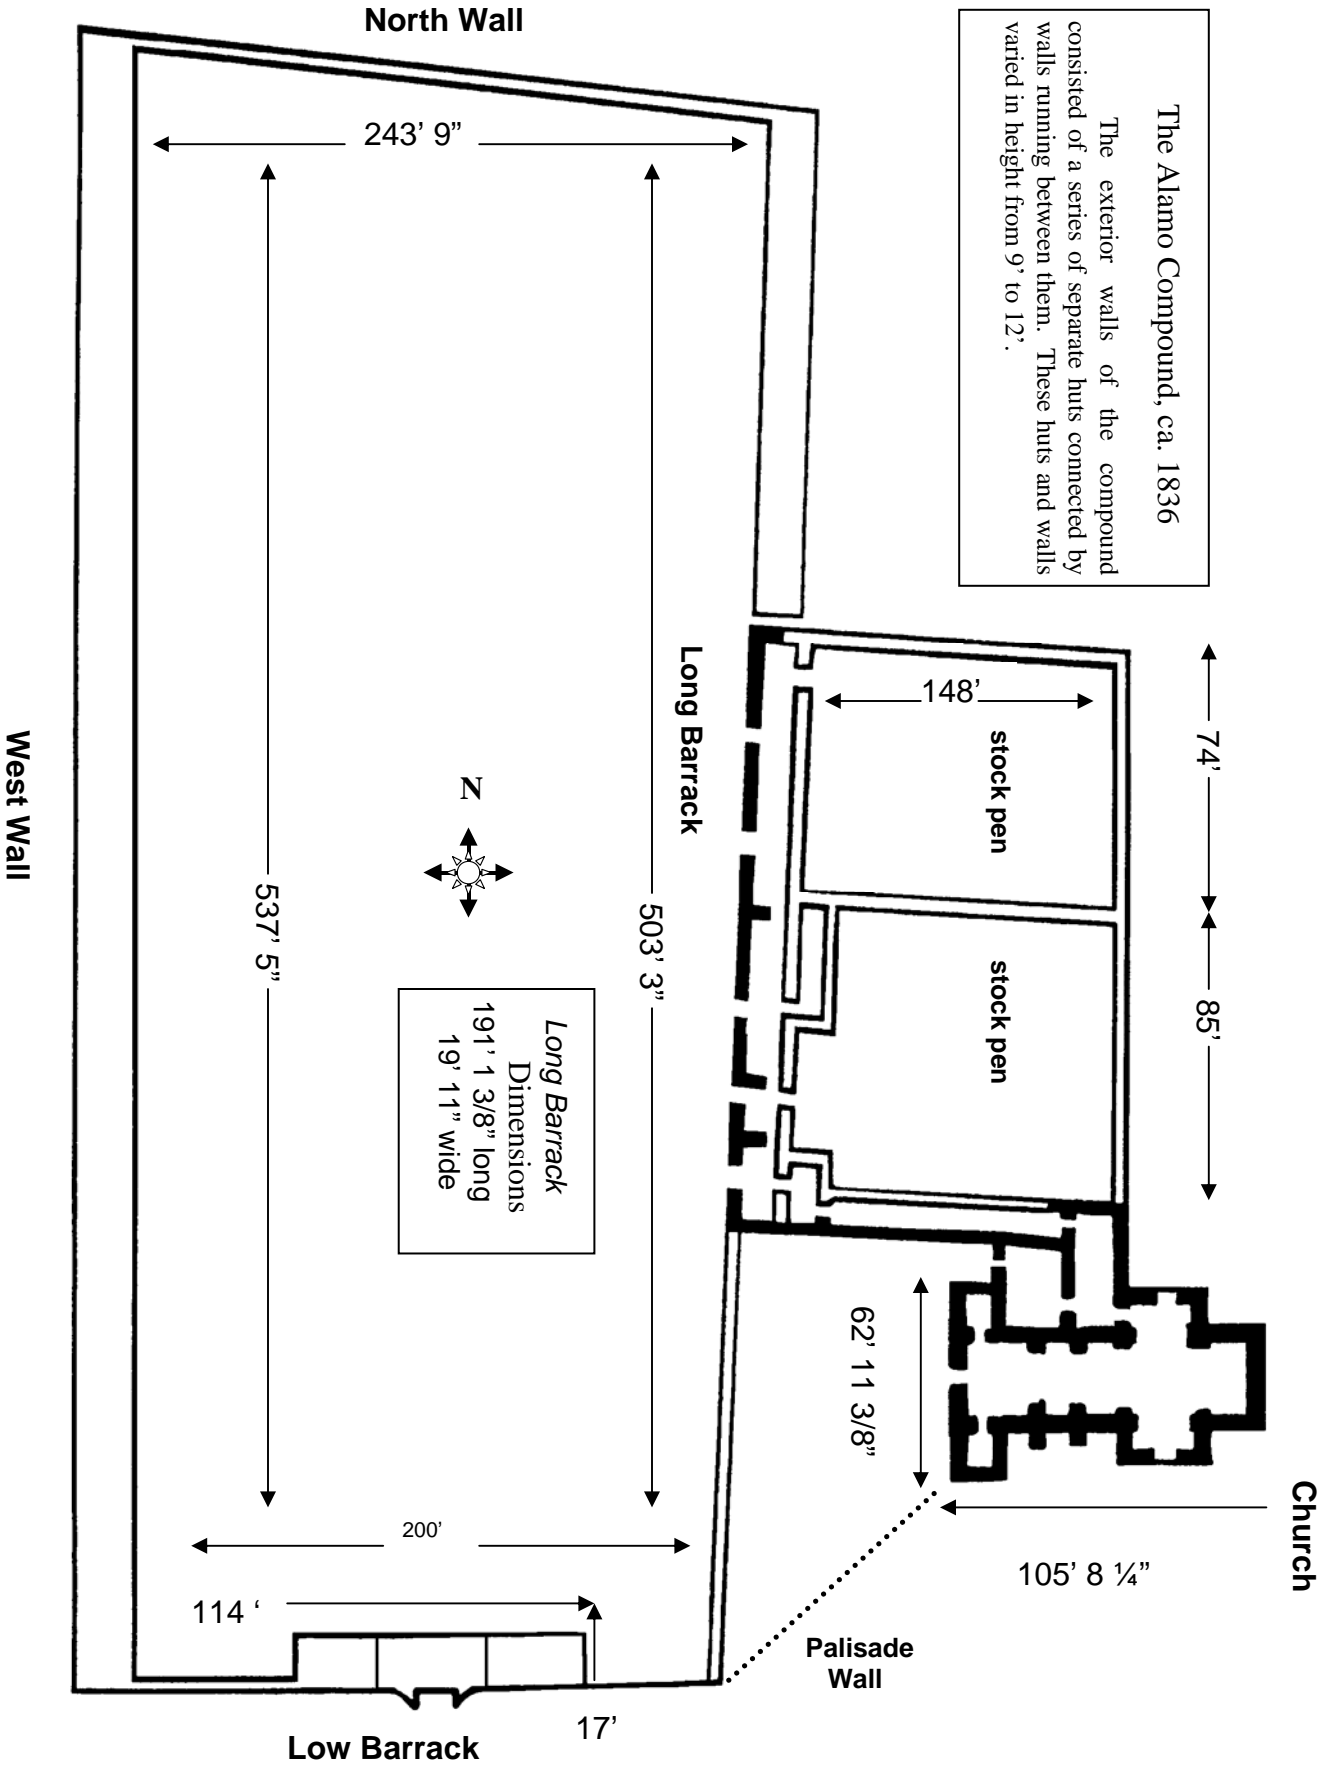 North Wall
The Alamo Compound, ca. 1836
The exterior walls of the compound
consisted of a series of separate huts connected by
walls running between them. These huts and walls
varied in height from 9’ to 12’.
243’ 9”
Long Barrack
148’
stock pen
74’
West Wall
N
537’ 5”
503’ 3”
stock pen
85’
Long Barrack
Dimensions
191’ 1 3/8” long
19’ 11” wide
62’ 11 3/8”
Church
200’
105’ 8 ¼”
114 ‘
Palisade
Wall
17’
Low Barrack